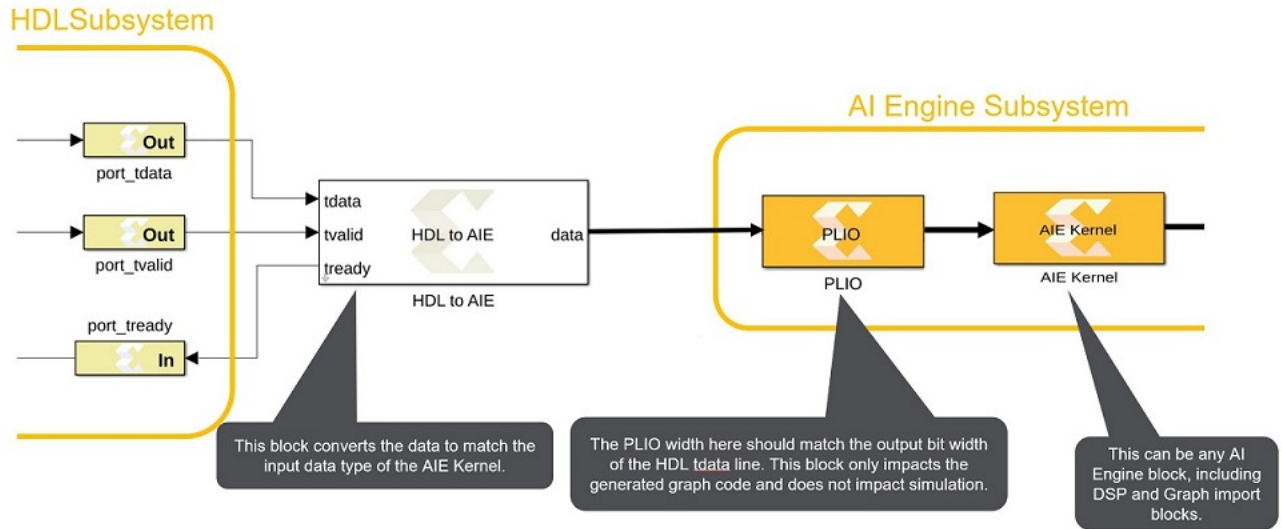 HDLSubsystem
AI Engine Subsystem
Out
port_tdata
Out
port_tvalid
port_tready
In
tdata
tvalid
tready
HDL to AIE
data
HDL to AIE
PLIO
PLIO
AIE Kernel
AIE Kernel
This block converts the data to match the
input data type of the AIE Kernel.
The PLIO width here should match the output bit width
of the HDL tdata line. This block only impacts the
generated graph code and does not impact simulation.
This can be any AI
Engine block, including
DSP and Graph import
blocks.